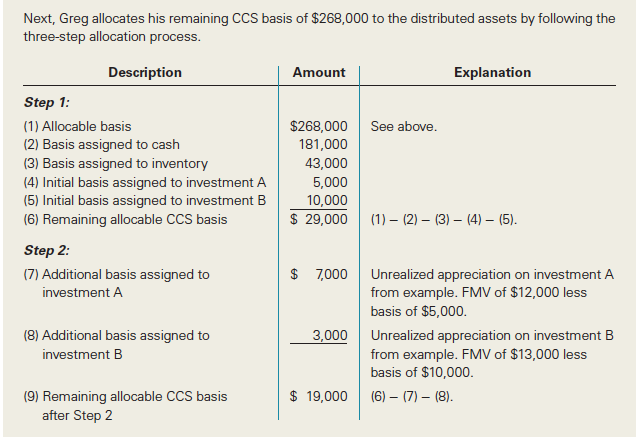 Next, Greg allocates his remaining CCS basis of $268,000 to the distributed assets by following the
three-step allocation process.
Description Amount Explanation
Step 1:
(1) Allocable basis $268,000 See above.
(2) Basis assigned to cash 181,000
(3) Basis assigned to inventory 43,000
(4) Initial basis assigned to investment A 5,000
(5) Initial basis assigned to investment B 10,000
(6) Remaining allocable CCS basis $ 29,000 (1) – (2) – (3) – (4) – (5).
Step 2:
(7) Additional basis assigned to $ 7,000 Unrealized appreciation on investment A
investment A from example. FMV of $12,000 less
basis of $5,000.
(8) Additional basis assigned to 3,000 Unrealized appreciation on investment B
investment B from example. FMV of $13,000 less
basis of $10,000.
(9) Remaining allocable CCS basis $ 19,000 (6) – (7) – (8).
after Step 2